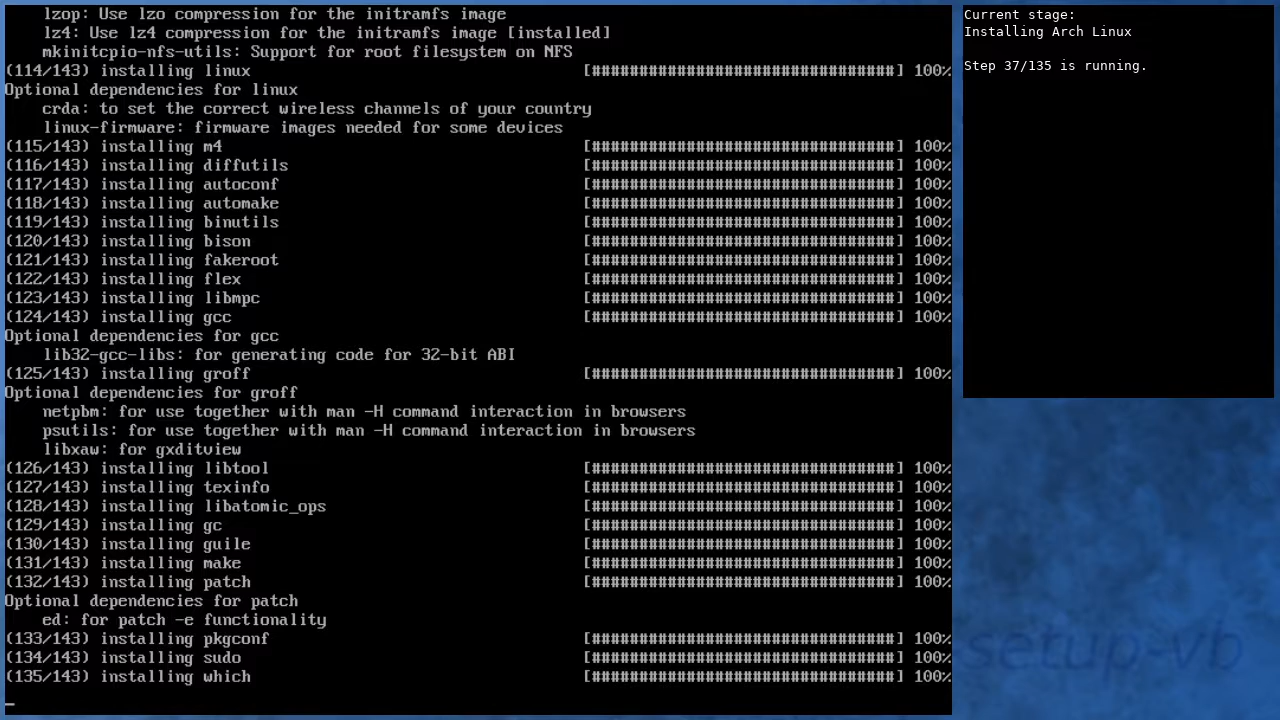 lzop: Use lzo compression for the initramfs image
lz4: Use lz4 compression for the initramfs image [installed]
mkinitcpio-nfs-utils: Support for root filesystem on NFS
(114/143) installing linux [################################] 100%
Optional dependencies for linux
crda: to set the correct wireless channels of your country
linux-firmware: firmware images needed for some devices
(115/143) installing m4 [################################] 100%
(116/143) installing diffutils [################################] 100%
(117/143) installing autoconf [################################] 100%
(118/143) installing automake [################################] 100%
(119/143) installing binutils [################################] 100%
(120/143) installing bison [################################] 100%
(121/143) installing fakeroot [################################] 100%
(122/143) installing flex [################################] 100%
(123/143) installing libmpc [################################] 100%
(124/143) installing gcc [################################] 100%
Optional dependencies for gcc
lib32-gcc-libs: for generating code for 32-bit ABI
(125/143) installing groff [################################] 100%
Optional dependencies for groff
netpbm: for use together with man -H command interaction in browsers
psutils: for use together with man -H command interaction in browsers
libxaw: for gxditview
(126/143) installing libtool [################################] 100%
(127/143) installing texinfo [################################] 100%
(128/143) installing libatomic_ops [################################] 100%
(129/143) installing gc [################################] 100%
(130/143) installing guile [################################] 100%
(131/143) installing make [################################] 100%
(132/143) installing patch [################################] 100%
Optional dependencies for patch
ed: for patch -e functionality
(133/143) installing pkgconf [################################] 100%
(134/143) installing sudo [################################] 100%
(135/143) installing which [################################] 100%
_
Current stage:
Installing Arch Linux
Step 37/135 is running.
setup-vb